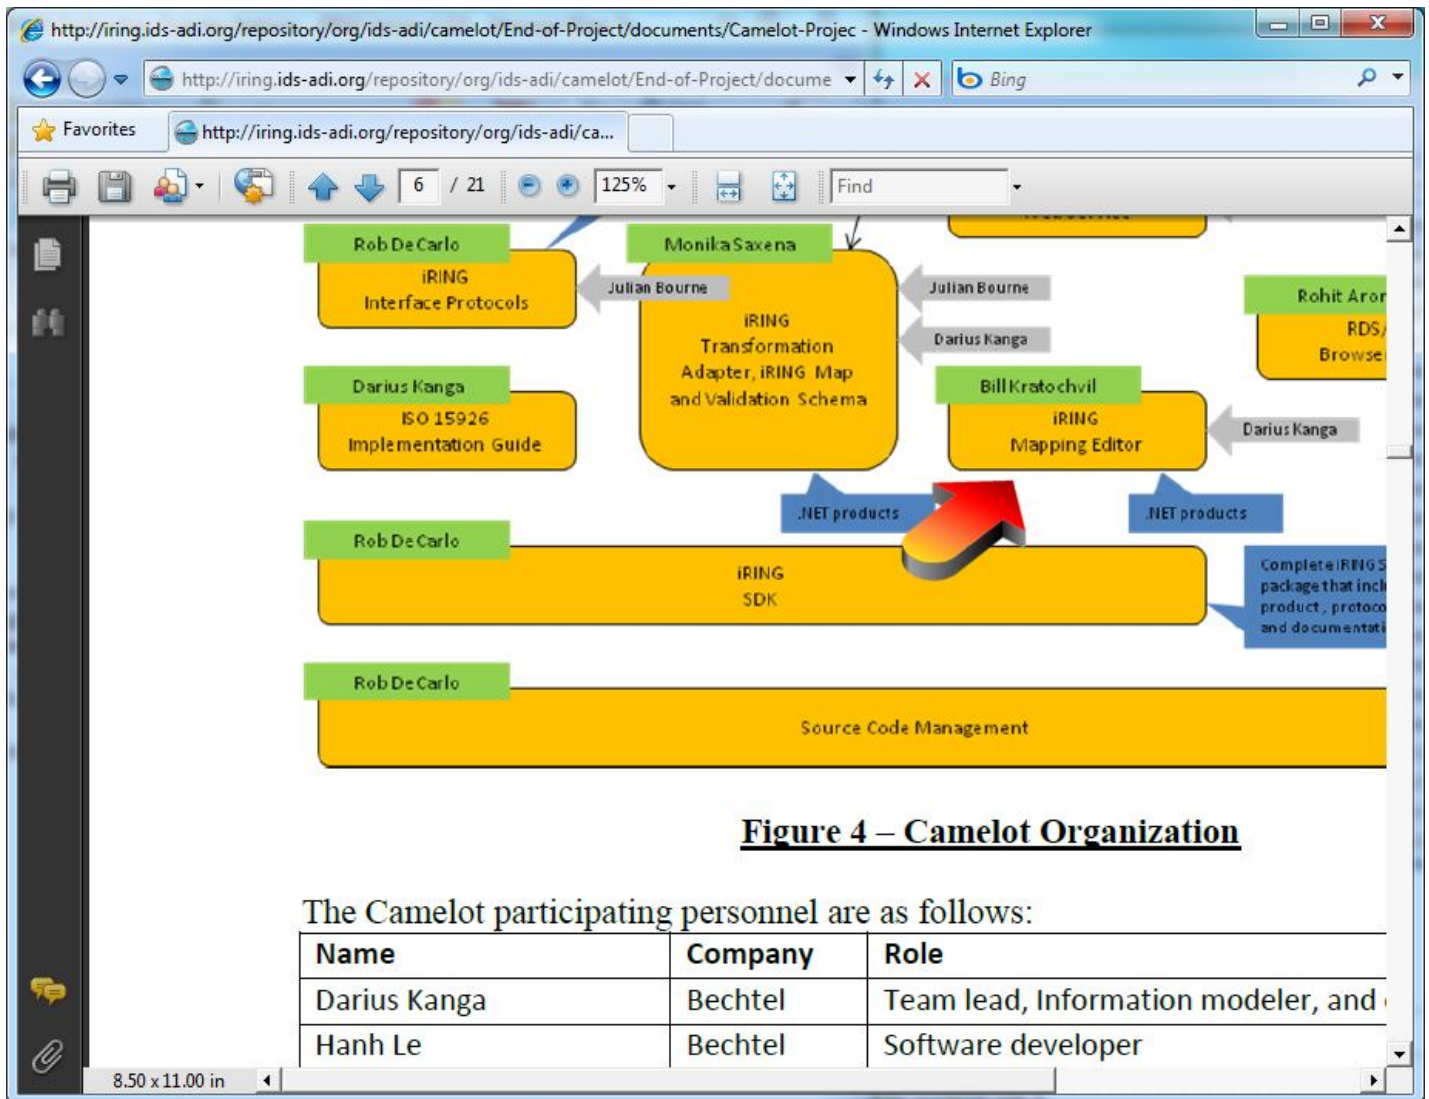 http://iring.ids-adi.org/repository/org/ids-adi/camelot/End-of-Project/documents/Camelot-Projec - Windows Internet Explorer
http://iring.ids-adi.org/repository/org/ids-adi/camelot/End-of-Project/docume
Bing
Favorites
http://iring.ids-adi.org/repository/org/ids-adi/ca...
6 / 21
125%
Find
Rob DeCarlo
iRING
Interface Protocols
Julian Bourne
Monika Saxena
iRING
Transformation
Adapter, iRING Map
and Validation Schema
Julian Bourne
Darius Kanga
Rohit Aror
RDS/
Browse
Darius Kanga
ISO 15926
Implementation Guide
Bill Kratochvil
iRING
Mapping Editor
Darius Kanga
.NET products
.NET products
Rob DeCarlo
iRING
SDK
Complete iRING S
package that incl
product, protoco
and documentati
Rob DeCarlo
Source Code Management
Figure 4 – Camelot Organization
The Camelot participating personnel are as follows:
Name Company Role
Darius Kanga Bechtel Team lead, Information modeler, and
Hanh Le Bechtel Software developer
8.50 x 11.00 in